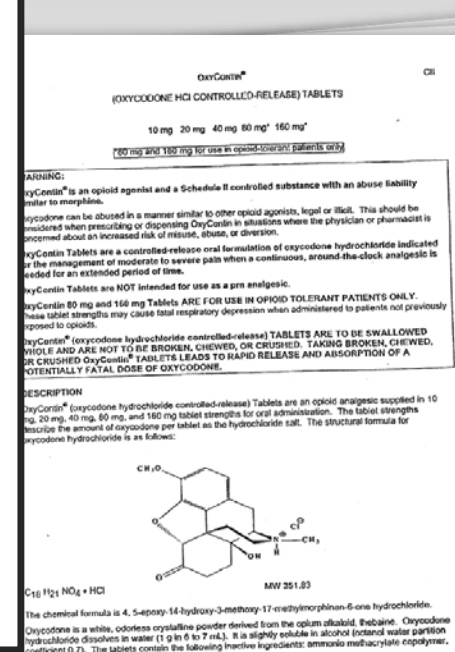 OXYCONTIN® CII
(OXYCODONE HCl CONTROLLED-RELEASE) TABLETS
10 mg 20 mg 40 mg 80 mg* 160 mg*
*80 mg and 160 mg for use in opioid-tolerant patients only
ARNING:
xyContin® is an opioid agonist and a Schedule II controlled substance with an abuse liability
milar to morphine.
xycodone can be abused in a manner similar to other opioid agonists, legal or illicit. This should be
onsidered when prescribing or dispensing OxyContin in situations where the physician or pharmacist is
oncerned about an increased risk of misuse, abuse, or diversion.
xyContin Tablets are a controlled-release oral formulation of oxycodone hydrochloride indicated
or the management of moderate to severe pain when a continuous, around-the-clock analgesic is
eeded for an extended period of time.
xyContin Tablets are NOT intended for use as a prn analgesic.
xyContin 80 mg and 160 mg Tablets ARE FOR USE IN OPIOID TOLERANT PATIENTS ONLY.
hese tablet strengths may cause fatal respiratory depression when administered to patients not previously
xposed to opioids.
OxyContin® (oxycodone hydrochloride controlled-release) TABLETS ARE TO BE SWALLOWED
WHOLE AND ARE NOT TO BE BROKEN, CHEWED, OR CRUSHED. TAKING BROKEN, CHEWED,
OR CRUSHED OxyContin® TABLETS LEADS TO RAPID RELEASE AND ABSORPTION OF A
POTENTIALLY FATAL DOSE OF OXYCODONE.
DESCRIPTION
OxyContin® (oxycodone hydrochloride controlled-release) Tablets are an opioid analgesic supplied in 10
mg, 20 mg, 40 mg, 80 mg, and 160 mg tablet strengths for oral administration. The tablet strengths
describe the amount of oxycodone per tablet as the hydrochloride salt. The structural formula for
oxycodone hydrochloride is as follows:
CH₃O
O
Cl⊖
N
CH₃
H
OH
O
C18 H21 NO4 • HCl MW 351.83
The chemical formula is 4, 5-epoxy-14-hydroxy-3-methoxy-17-methylmorphinan-6-one hydrochloride.
Oxycodone is a white, odorless crystalline powder derived from the opium alkaloid, thebaine. Oxycodone
hydrochloride dissolves in water (1 g in 6 to 7 mL). It is slightly soluble in alcohol (octanol water partition
coefficient 0.7). The tablets contain the following inactive ingredients: ammonio methacrylate copolymer,